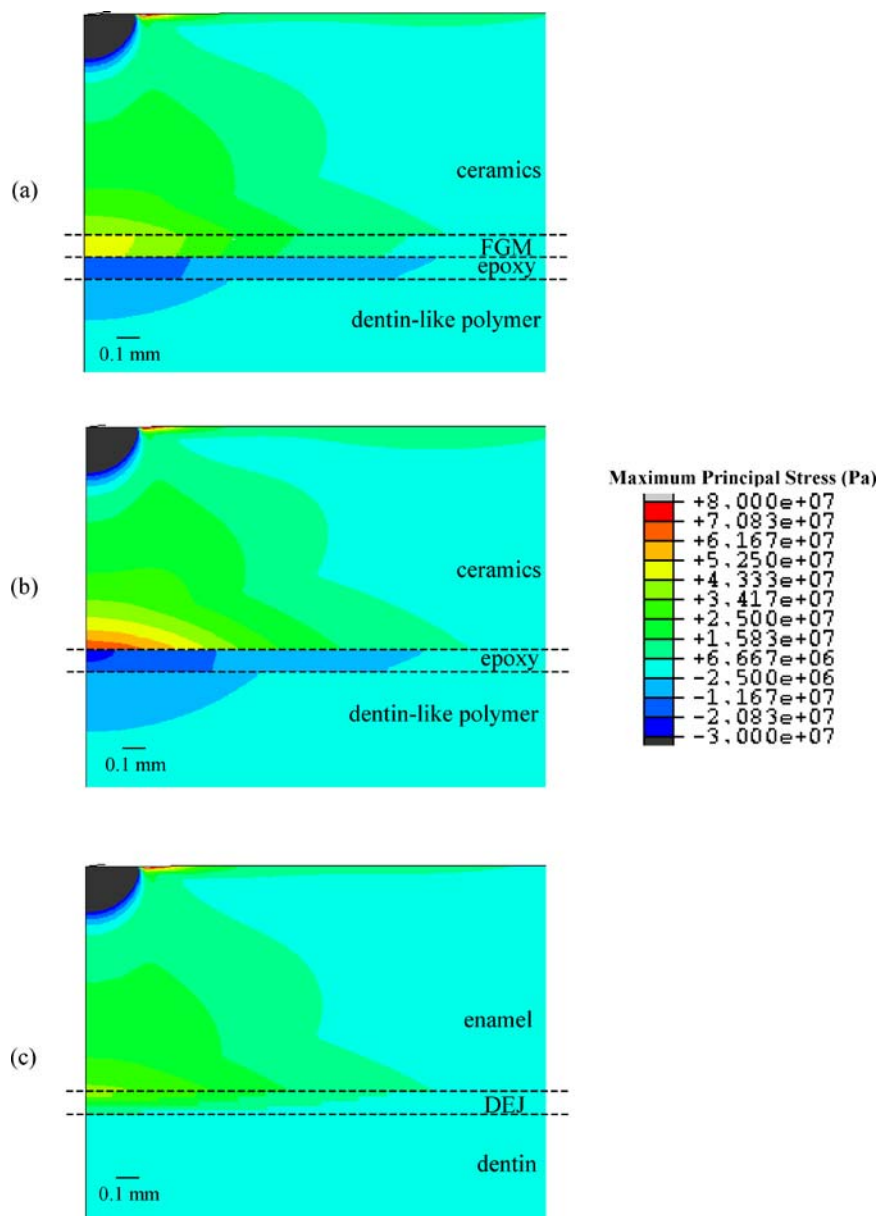 (a)
ceramics
FGM
epoxy
dentin-like polymer
0.1 mm
(b)
ceramics
epoxy
dentin-like polymer
0.1 mm
Maximum Principal Stress (Pa)
+8.000e+07
+7.083e+07
+6.167e+07
+5.250e+07
+4.333e+07
+3.417e+07
+2.500e+07
+1.583e+07
+6.667e+06
-2.500e+06
-1.167e+07
-2.083e+07
-3.000e+07
(c)
enamel
DEJ
dentin
0.1 mm